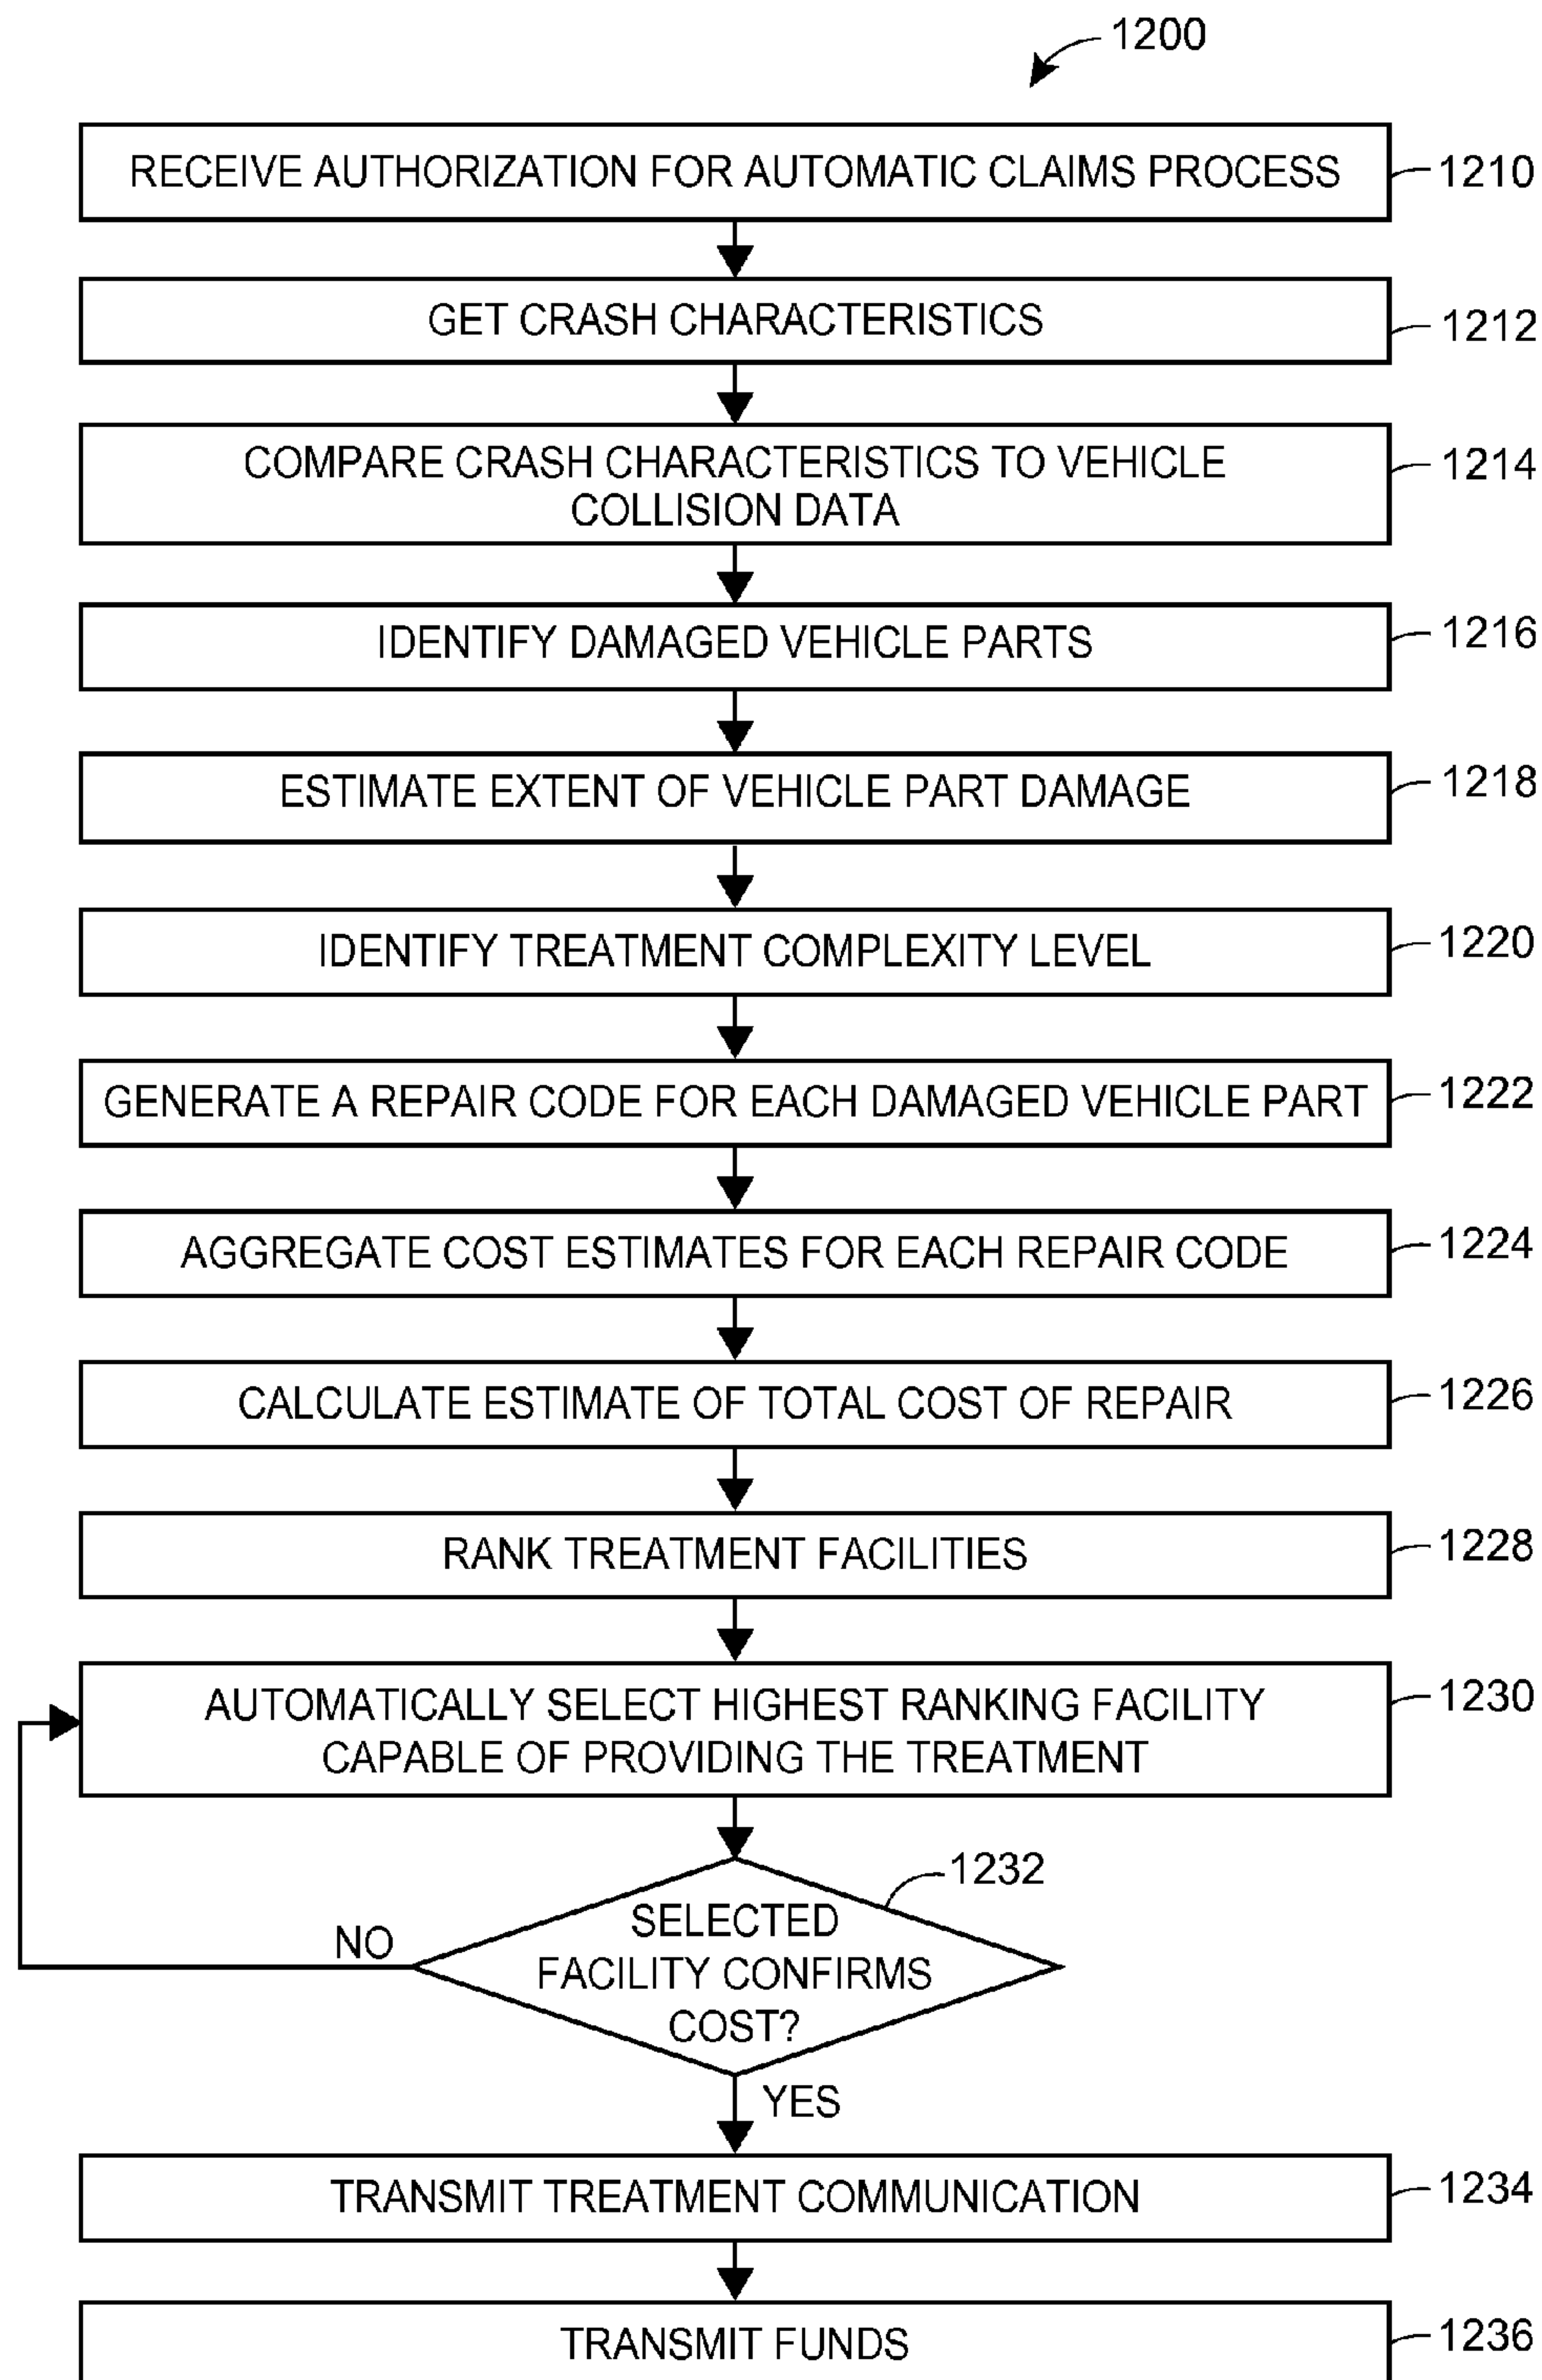 1200
RECEIVE AUTHORIZATION FOR AUTOMATIC CLAIMS PROCESS
1210
GET CRASH CHARACTERISTICS
1212
COMPARE CRASH CHARACTERISTICS TO VEHICLE
COLLISION DATA
1214
IDENTIFY DAMAGED VEHICLE PARTS
1216
ESTIMATE EXTENT OF VEHICLE PART DAMAGE
1218
IDENTIFY TREATMENT COMPLEXITY LEVEL
1220
GENERATE A REPAIR CODE FOR EACH DAMAGED VEHICLE PART
1222
AGGREGATE COST ESTIMATES FOR EACH REPAIR CODE
1224
CALCULATE ESTIMATE OF TOTAL COST OF REPAIR
1226
RANK TREATMENT FACILITIES
1228
AUTOMATICALLY SELECT HIGHEST RANKING FACILITY
CAPABLE OF PROVIDING THE TREATMENT
1230
1232
SELECTED
FACILITY CONFIRMS
COST?
NO
YES
TRANSMIT TREATMENT COMMUNICATION
1234
TRANSMIT FUNDS
1236